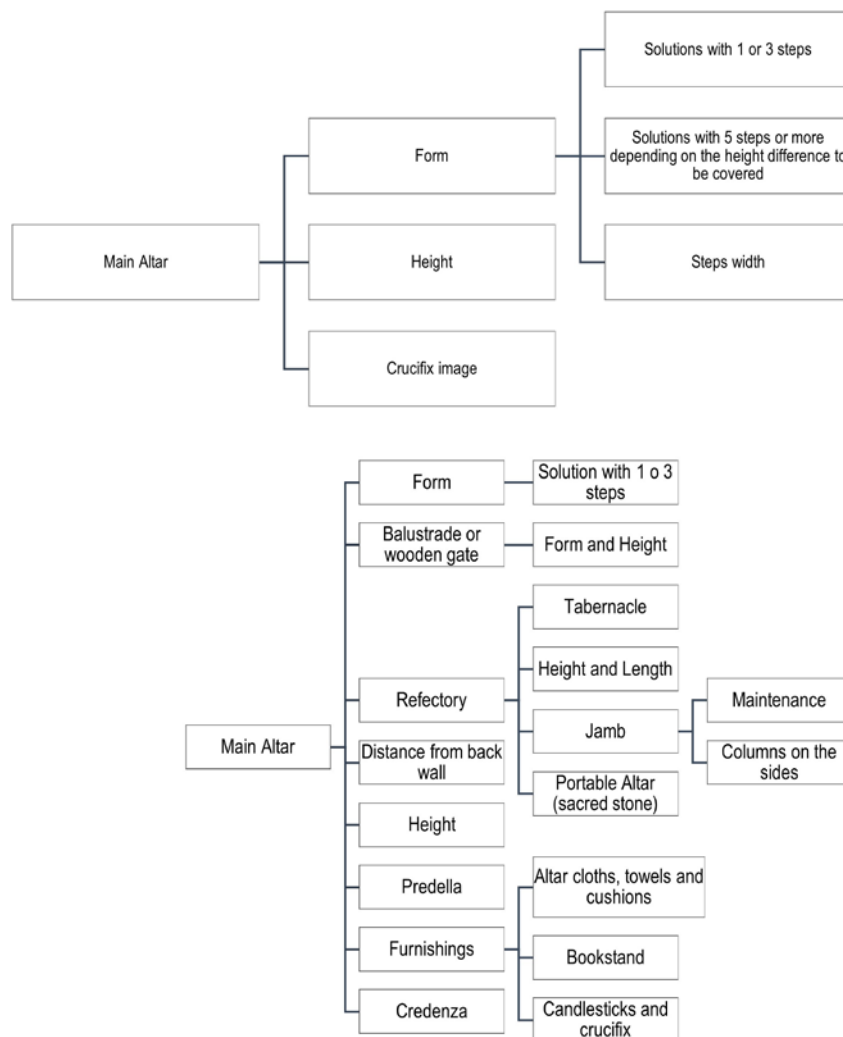 Solutions with 1 or 3 steps
Form
Solutions with 5 steps or more
depending on the height difference to
be covered
Main Altar
Height
Steps width
Crucifix image
Form
Solution with 1 o 3
steps
Balustrade or
wooden gate
Form and Height
Tabernacle
Height and Length
Refectory
Maintenance
Jamb
Main Altar
Distance from back
wall
Columns on the
sides
Portable Altar
(sacred stone)
Height
Predella
Altar cloths, towels and
cushions
Furnishings
Bookstand
Credenza
Candlesticks and
crucifix